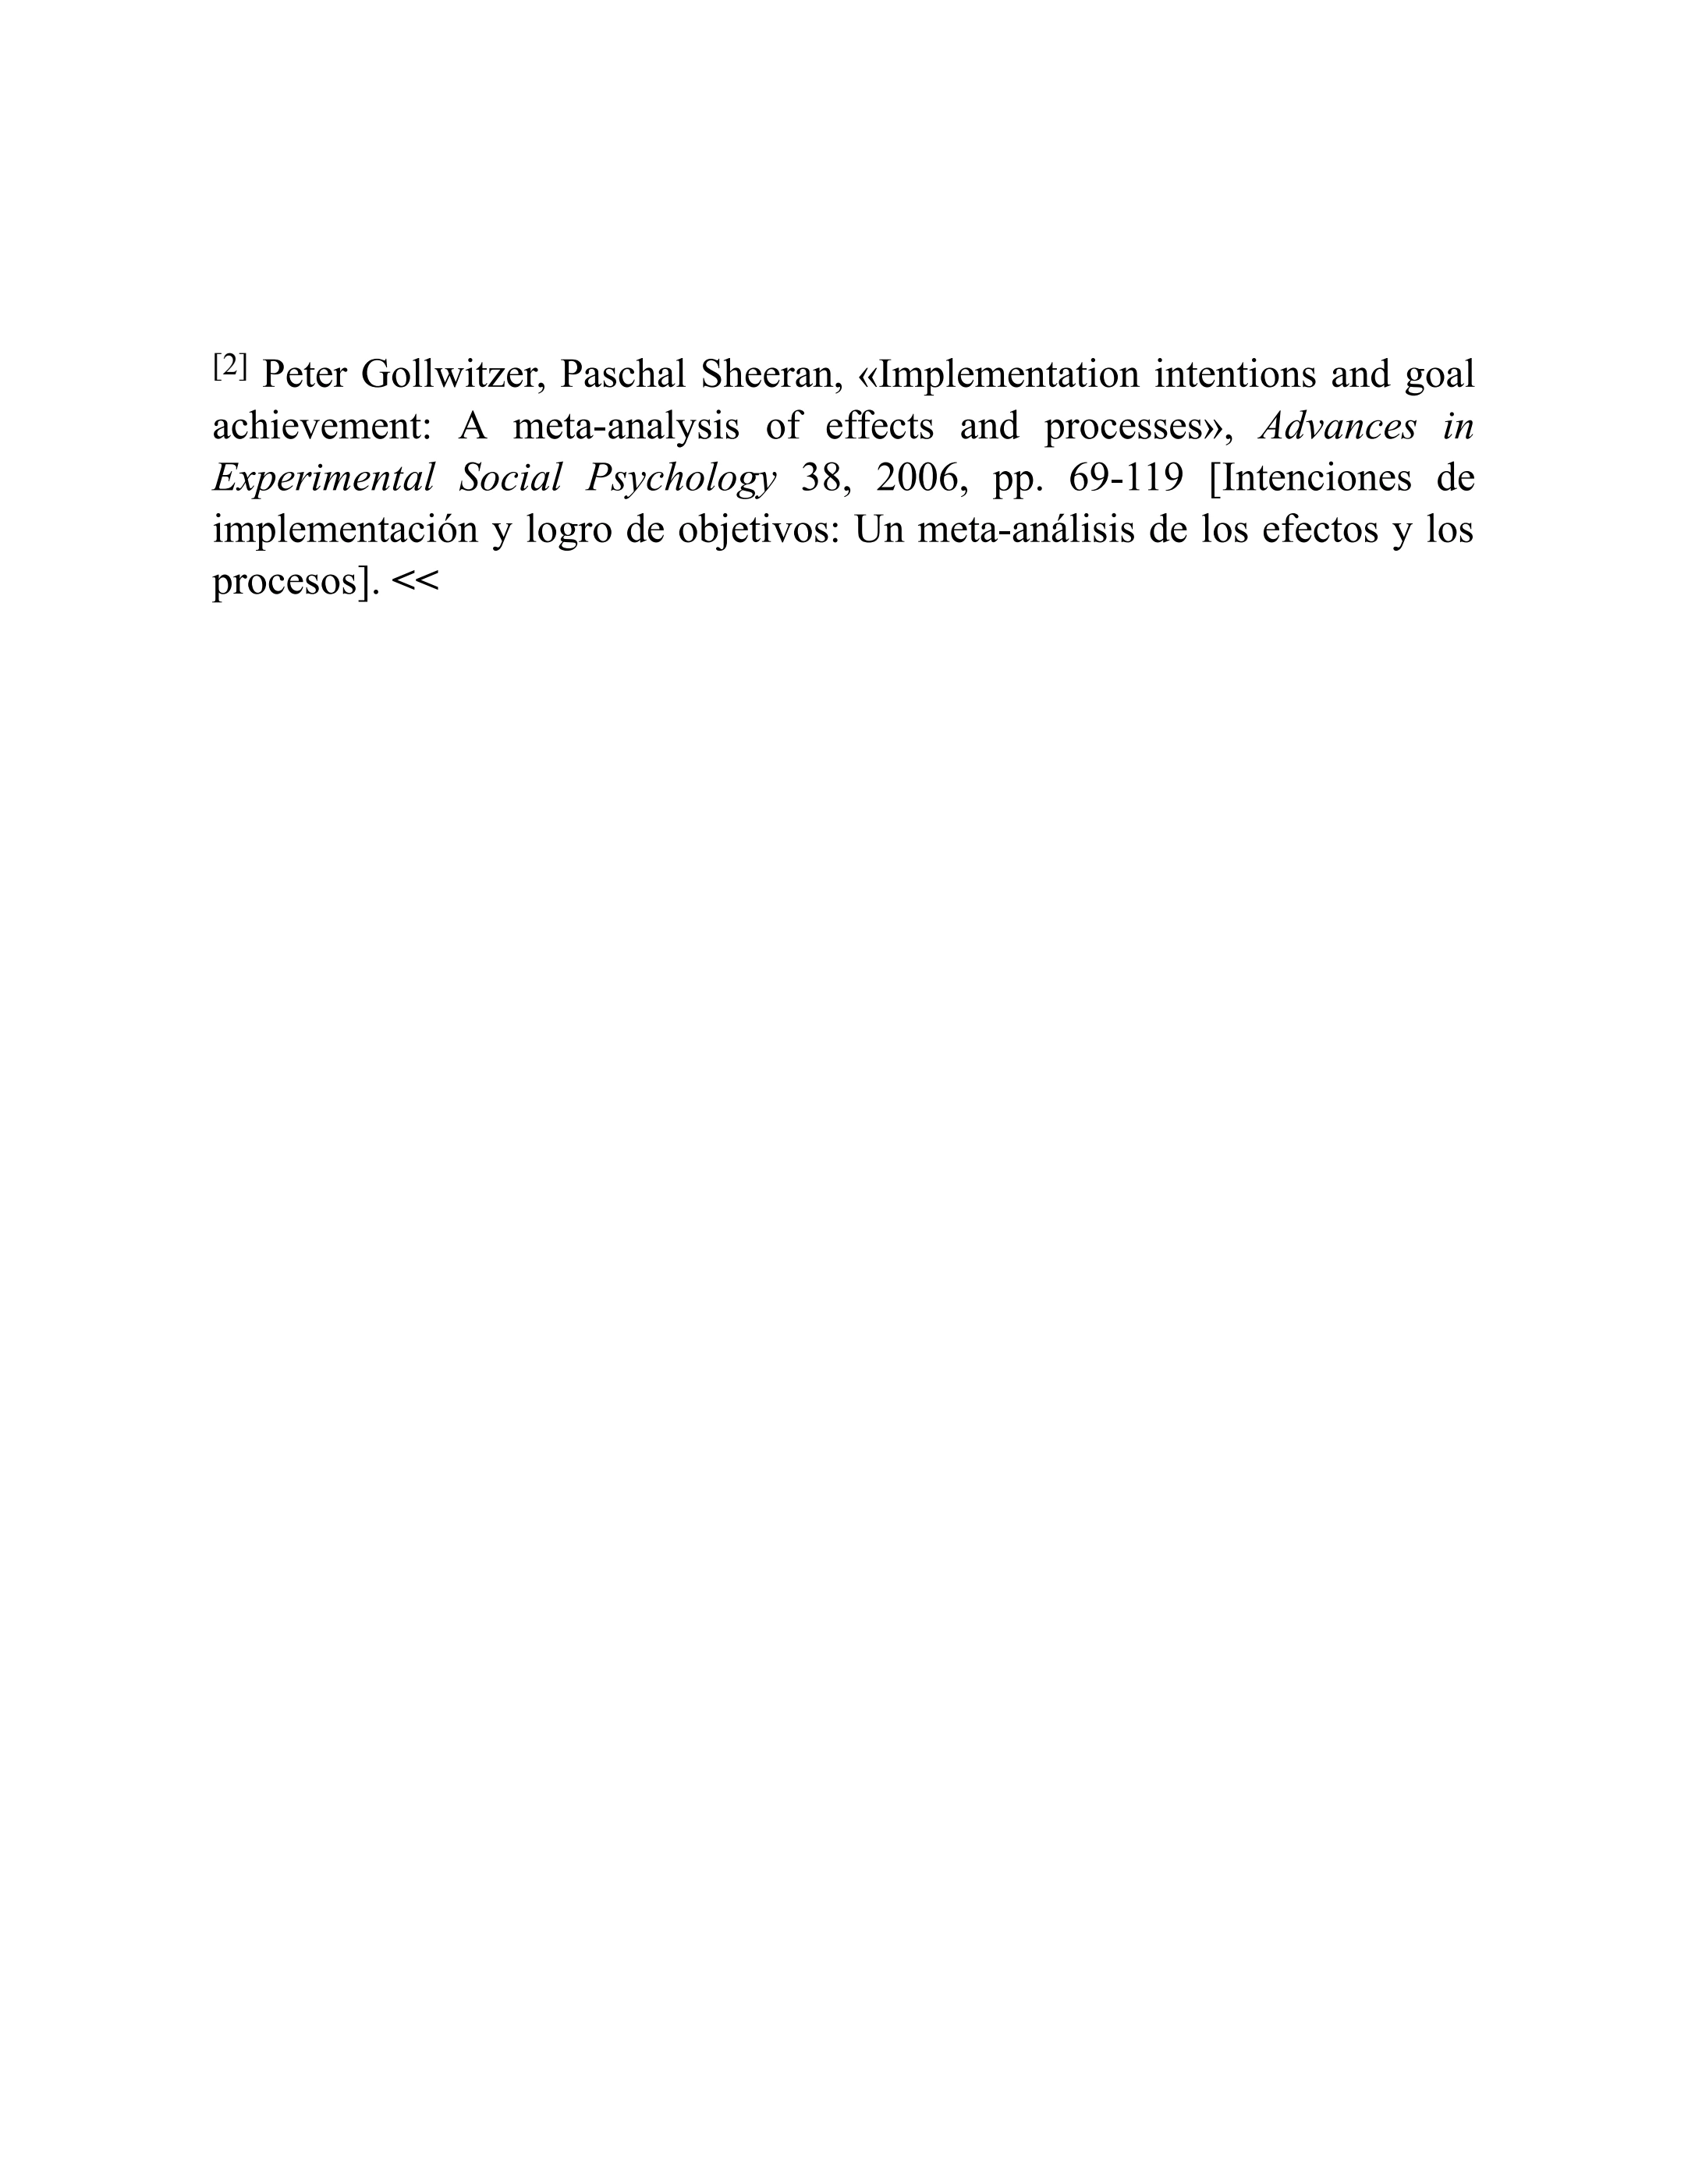 [2] Peter Gollwitzer, Paschal Sheeran, «Implementation intentions and goal
achievement: A meta-analysis of effects and processes», Advances in
Experimental Social Psychology 38, 2006, pp. 69-119 [Intenciones de
implementación y logro de objetivos: Un meta-análisis de los efectos y los
procesos]. <<